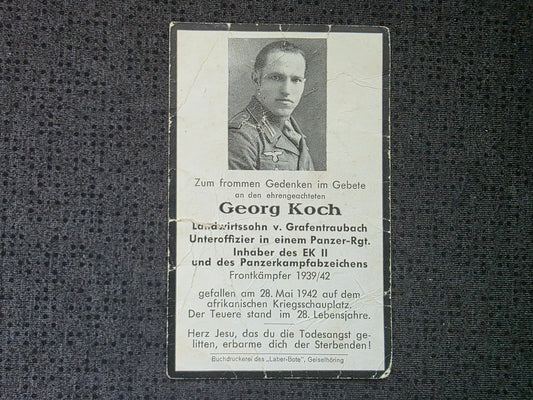 Zum frommen Gedenken im Gebete
an den ehrengeachteten
Georg Koch
Landwirtssohn v. Grafentraubach
Unteroffizier in einem Panzer-Rgt.
Inhaber des EK II
und des Panzerkampfabzeichens
Frontkämpfer 1939/42
gefallen am 28. Mai 1942 auf dem
afrikanischen Kriegsschauplatz.
Der Teuere stand im 28. Lebensjahre.
Herz Jesu, das du die Todesangst ge-
litten, erbarme dich der Sterbenden!
Buchdruckerei des „Laber-Bote", Geiselhöring